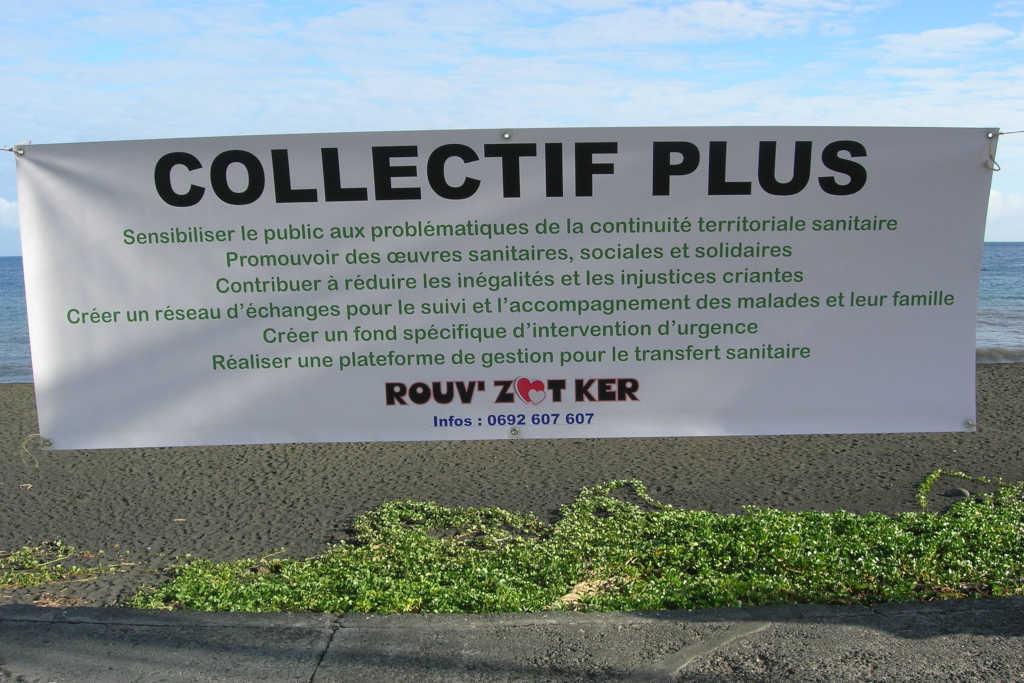 COLLECTIF PLUS
Sensibiliser le public aux problématiques de la continuité territoriale sanitaire
Promouvoir des œuvres sanitaires, sociales et solidaires
Contribuer à réduire les inégalités et les injustices criantes
Créer un réseau d'échanges pour le suivi et l'accompagnement des malades et leur famille
Créer un fond spécifique d'intervention d'urgence
Réaliser une plateforme de gestion pour le transfert sanitaire
ROUV' ZOT KER
Infos : 0692 607 607